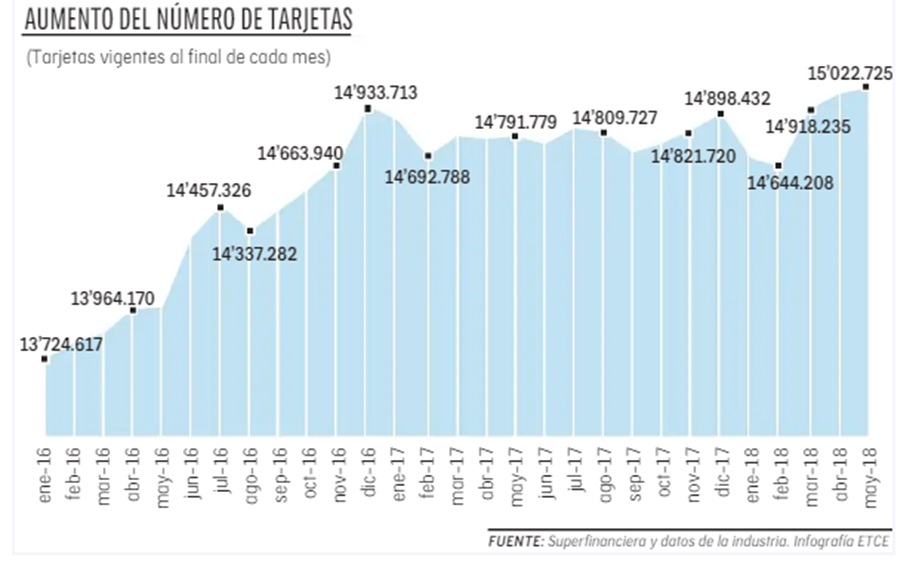 AUMENTO DEL NÚMERO DE TARJETAS
(Tarjetas vigentes al final de cada mes)
13'724.617
13'964.170
14'457.326
14'337.282
14'663.940
14'933.713
14'692.788
14'791.779
14'809.727
14'821.720
14'898.432
14'644.208
14'918.235
15'022.725
ene-16
feb-16
mar-16
abr-16
may-16
jun-16
jul-16
ago-16
sep-16
oct-16
nov-16
dic-16
ene-17
feb-17
mar-17
abr-17
may-17
jun-17
jul-17
ago-17
sep-17
oct-17
nov-17
dic-17
ene-18
feb-18
mar-18
abr-18
may-18
FUENTE: Superfinanciera y datos de la industria. Infografía ETCE